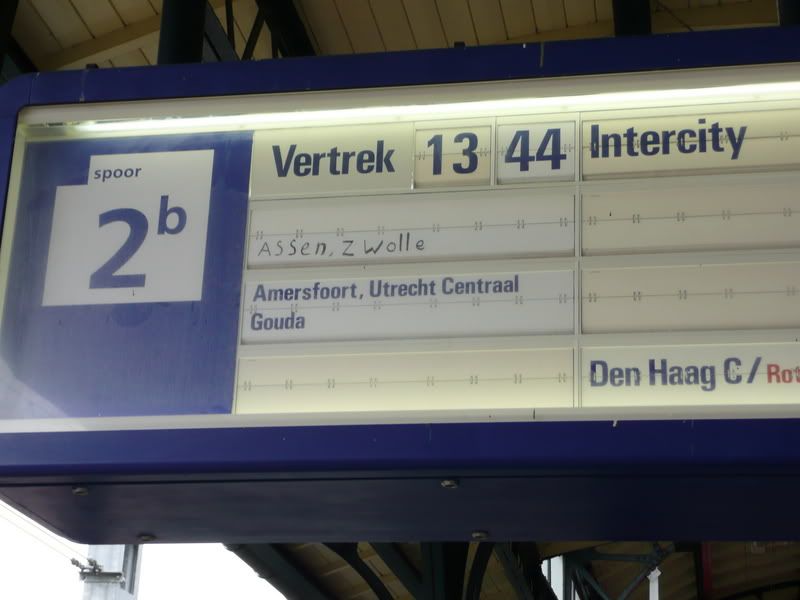 spoor
2b
Vertrek 13 44 Intercity
Assen, Zwolle
Amersfoort, Utrecht Centraal
Gouda
Den Haag C/